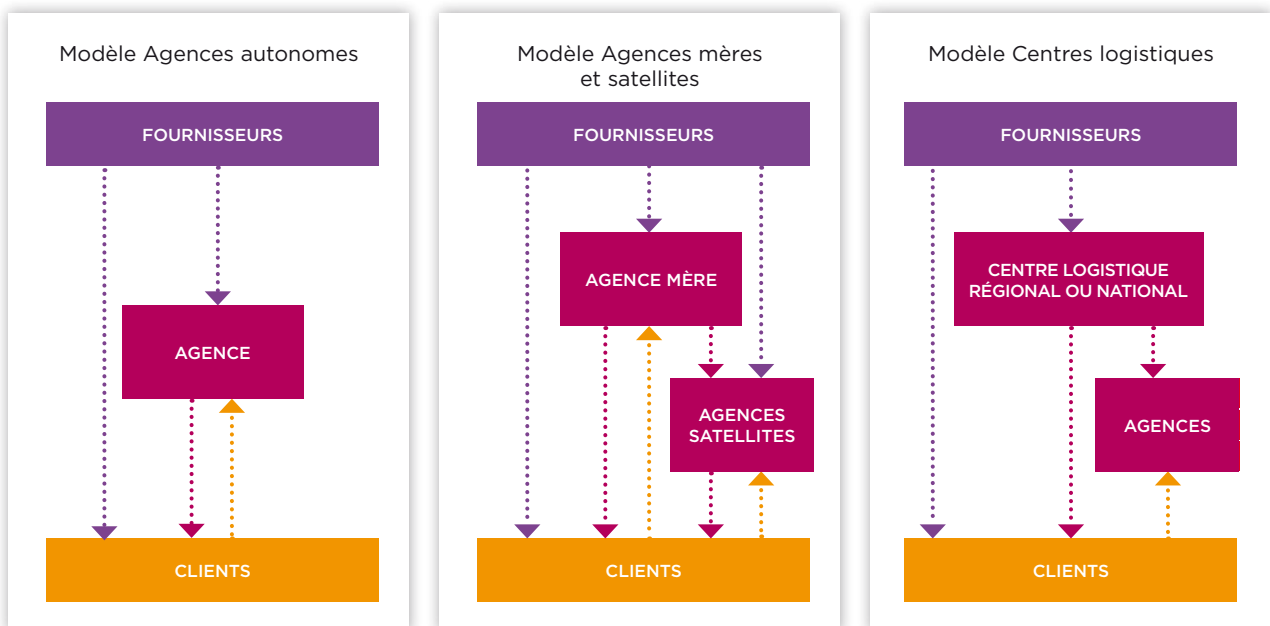 Modèle Agences autonomes
FOURNISSEURS
AGENCE
CLIENTS
Modèle Agences mères
et satellites
FOURNISSEURS
AGENCE MÈRE
AGENCES
SATELLITES
CLIENTS
Modèle Centres logistiques
FOURNISSEURS
CENTRE LOGISTIQUE
RÉGIONAL OU NATIONAL
AGENCES
CLIENTS